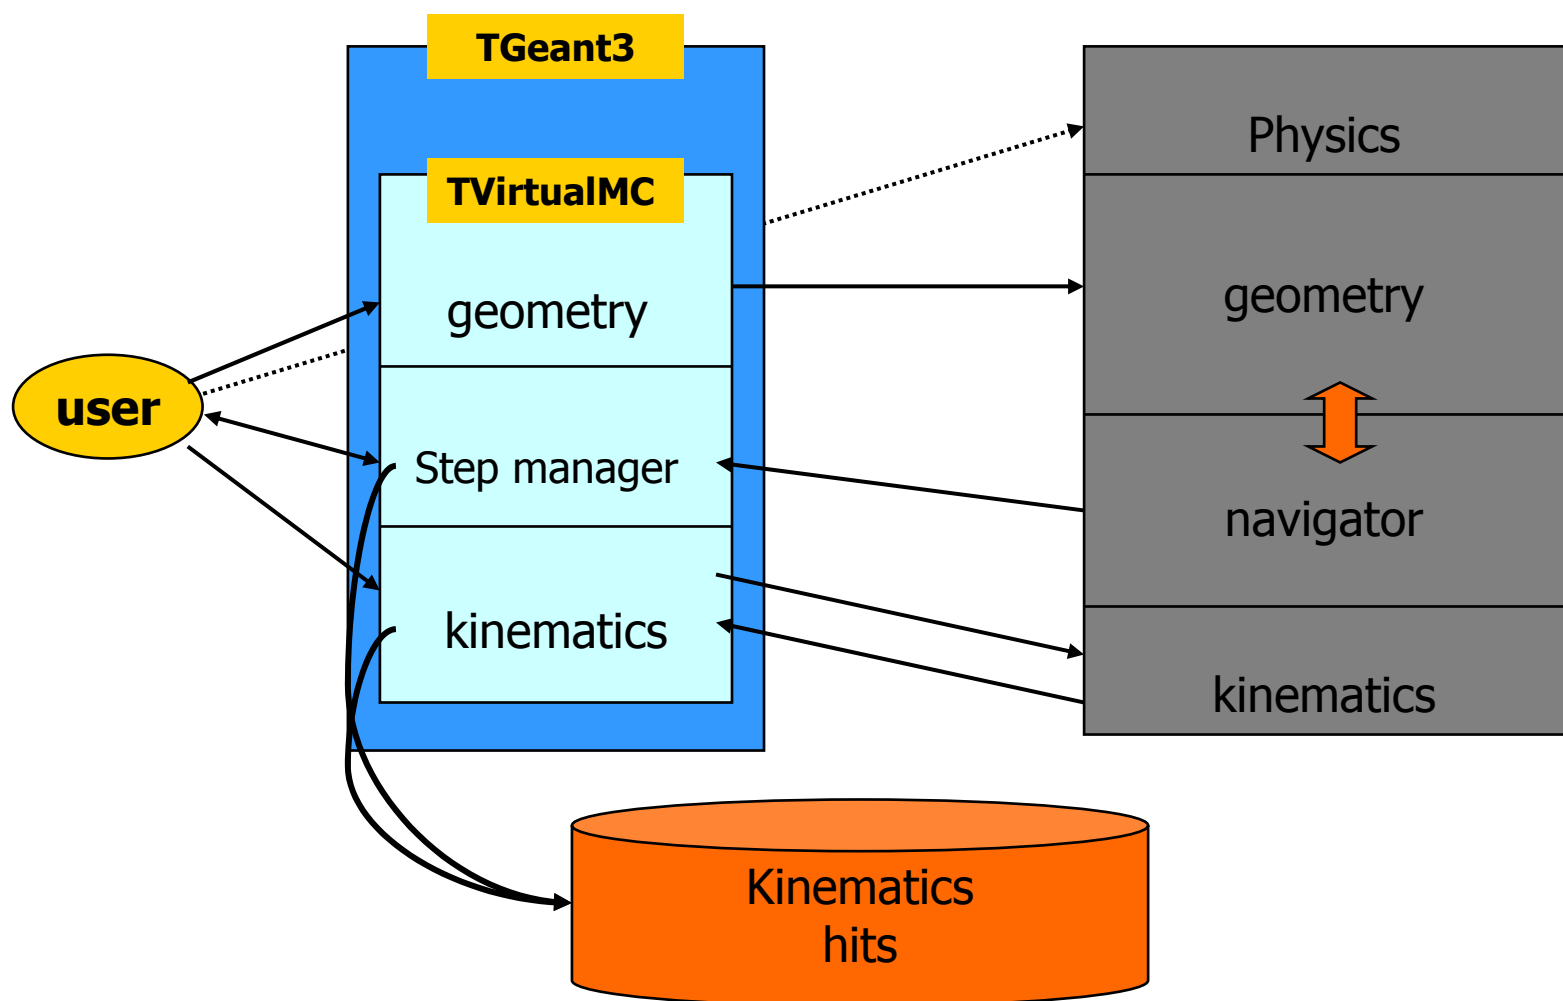 TGeant3
TVirtualMC
geometry
Step manager
kinematics
user
Physics
geometry
navigator
kinematics
Kinematics
hits